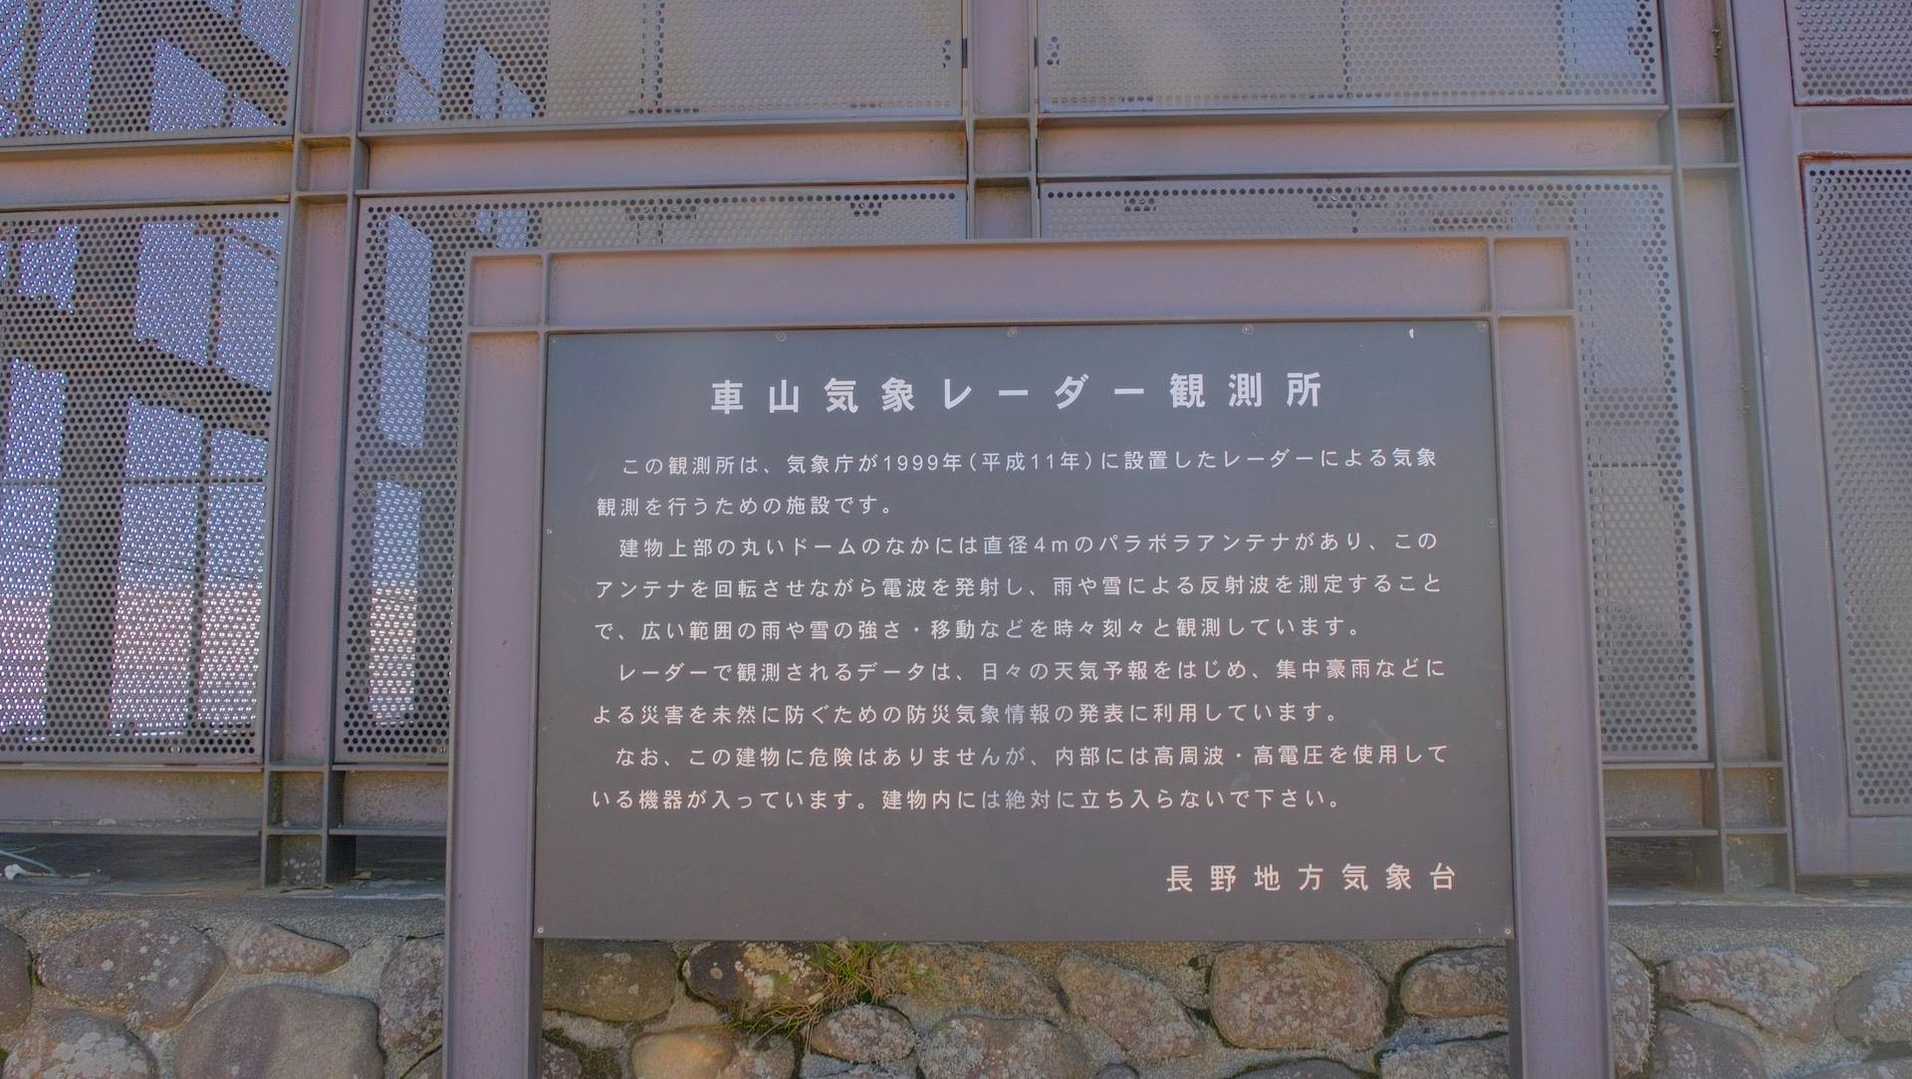 車山気象レーダー観測所
この観測所は、気象庁が1999年(平成11年)に設置したレーダーによる気象
観測を行うための施設です。
建物上部の丸いドームのなかには直径4mのパラボラアンテナがあり、この
アンテナを回転させながら電波を発射し、雨や雪による反射波を測定すること
で、広い範囲の雨や雪の強さ・移動などを時々刻々と観測しています。
レーダーで観測されるデータは、日々の天気予報をはじめ、集中豪雨などに
よる災害を未然に防ぐための防災気象情報の発表に利用しています。
なお、この建物に危険はありませんが、内部には高周波・高電圧を使用して
いる機器が入っています。建物内には絶対に立ち入らないで下さい。
長野地方気象台